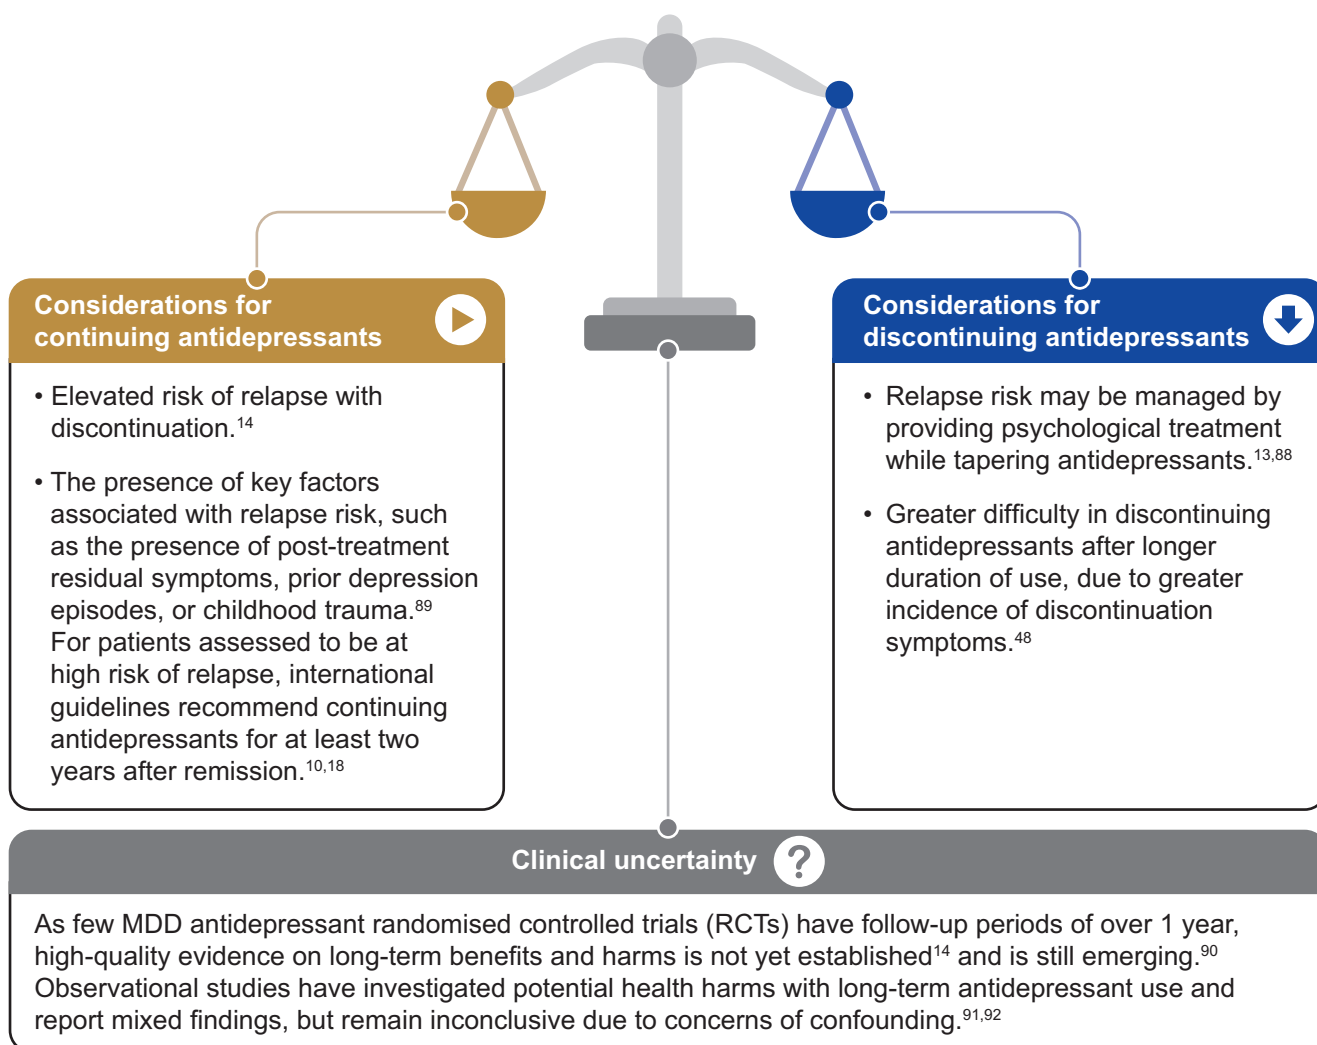 Considerations for
continuing antidepressants
• Elevated risk of relapse with
discontinuation.14
• The presence of key factors
associated with relapse risk, such
as the presence of post-treatment
residual symptoms, prior depression
episodes, or childhood trauma.89
For patients assessed to be at
high risk of relapse, international
guidelines recommend continuing
antidepressants for at least two
years after remission.10,18
Considerations for
discontinuing antidepressants
• Relapse risk may be managed by
providing psychological treatment
while tapering antidepressants.13,88
• Greater difficulty in discontinuing
antidepressants after longer
duration of use, due to greater
incidence of discontinuation
symptoms.48
Clinical uncertainty ?
As few MDD antidepressant randomised controlled trials (RCTs) have follow-up periods of over 1 year,
high-quality evidence on long-term benefits and harms is not yet established14 and is still emerging.90
Observational studies have investigated potential health harms with long-term antidepressant use and
report mixed findings, but remain inconclusive due to concerns of confounding.91,92